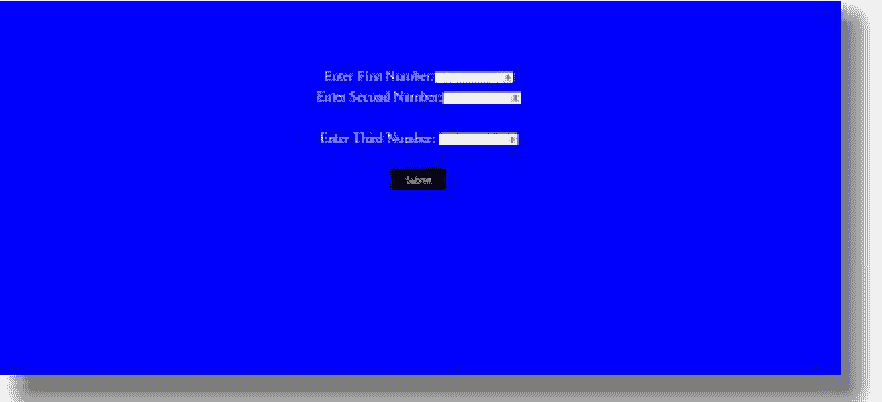 Enter First Number:
Enter Second Number:
Enter Third Number:
Submit